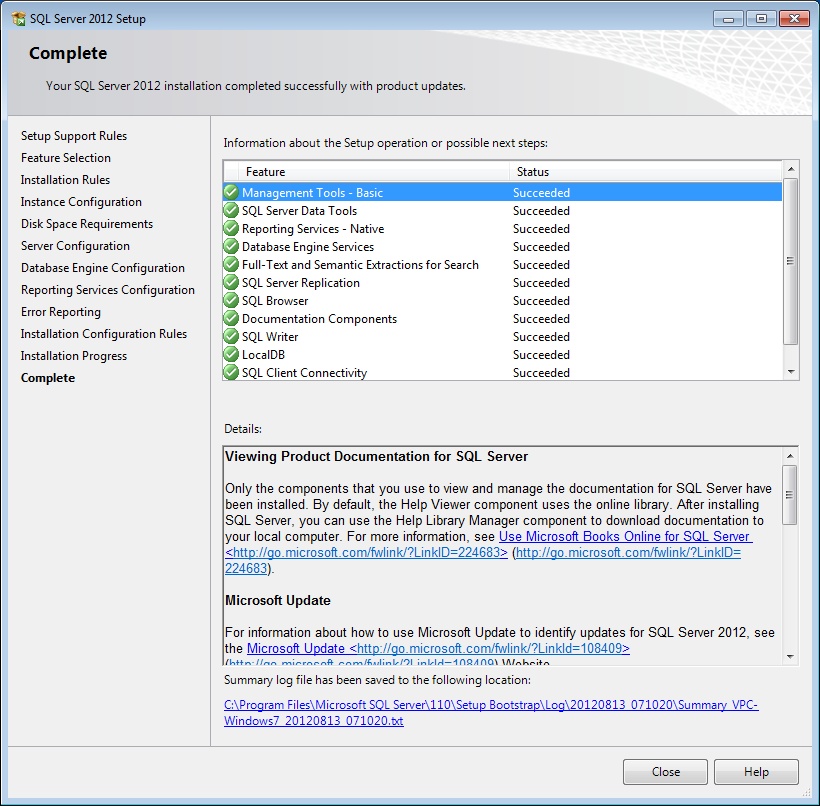 SQL Server 2012 Setup
Complete
Your SQL Server 2012 installation completed successfully with product updates.
Setup Support Rules
Feature Selection
Installation Rules
Instance Configuration
Disk Space Requirements
Server Configuration
Database Engine Configuration
Reporting Services Configuration
Error Reporting
Installation Configuration Rules
Installation Progress
Complete
Information about the Setup operation or possible next steps:
Feature Status
Management Tools - Basic Succeeded
SQL Server Data Tools Succeeded
Reporting Services - Native Succeeded
Database Engine Services Succeeded
Full-Text and Semantic Extractions for Search Succeeded
SQL Server Replication Succeeded
SQL Browser Succeeded
Documentation Components Succeeded
SQL Writer Succeeded
LocalDB Succeeded
SQL Client Connectivity Succeeded
Details:
Viewing Product Documentation for SQL Server
Only the components that you use to view and manage the documentation for SQL Server have
been installed. By default, the Help Viewer component uses the online library. After installing
SQL Server, you can use the Help Library Manager component to download documentation to
your local computer. For more information, see Use Microsoft Books Online for SQL Server
<http://go.microsoft.com/fwlink/?LinkID=224683> (http://go.microsoft.com/fwlink/?LinkID=
224683).
Microsoft Update
For information about how to use Microsoft Update to identify updates for SQL Server 2012, see
the Microsoft Update <http://go.microsoft.com/fwlink/?LinkId=108409>
(http://go.microsoft.com/fwlink/?LinkId=108409) Website
Summary log file has been saved to the following location:
C:\Program Files\Microsoft SQL Server\110\Setup Bootstrap\Log\20120813_071020\Summary_VPC-
Windows7_20120813_071020.txt
Close Help